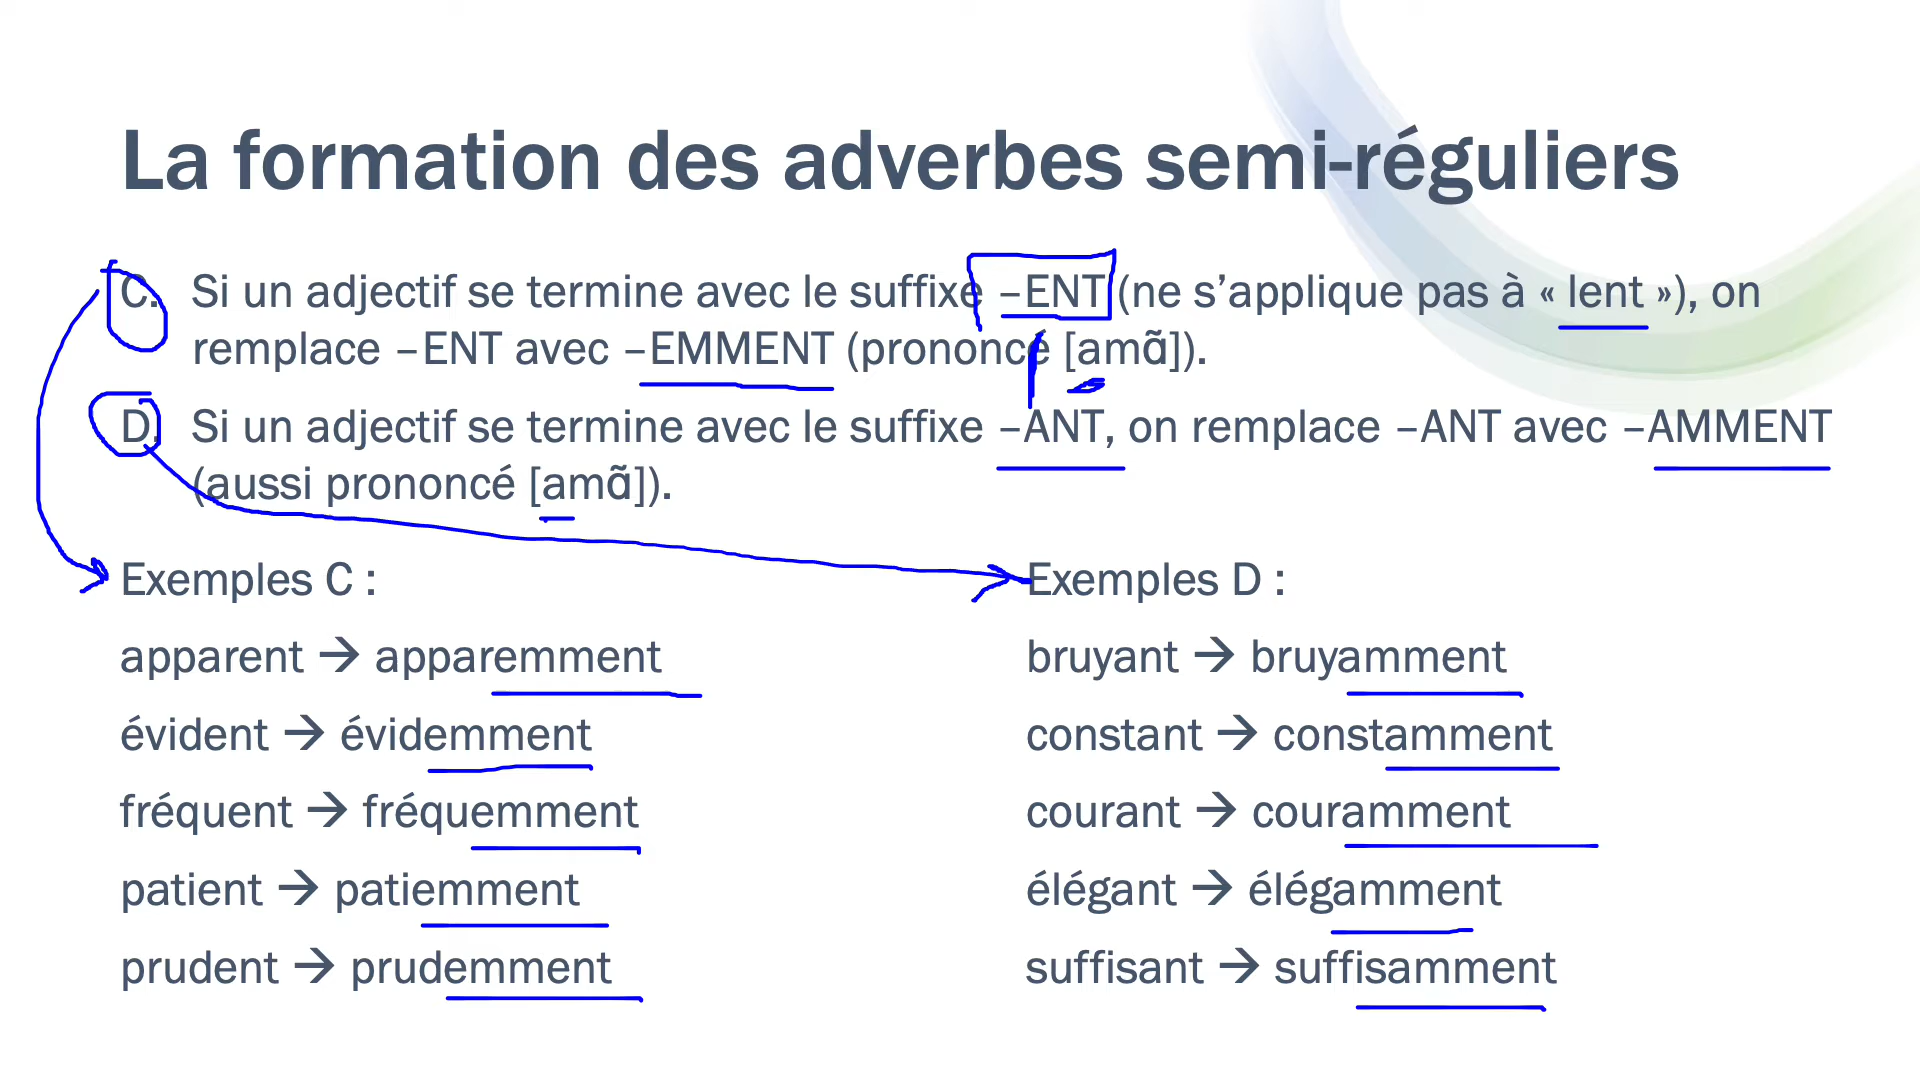 La formation des adverbes semi-réguliers
C. Si un adjectif se termine avec le suffixe –ENT (ne s'applique pas à « lent »), on
remplace –ENT avec –EMMENT (prononcé [amɑ̃]).
D. Si un adjectif se termine avec le suffixe –ANT, on remplace –ANT avec –AMMENT
(aussi prononcé [amɑ̃]).
Exemples C :
apparent → apparemment
évident → évidemment
fréquent → fréquemment
patient → patiemment
prudent → prudemment
Exemples D :
bruyant → bruyamment
constant → constamment
courant → couramment
élégant → élégamment
suffisant → suffisamment